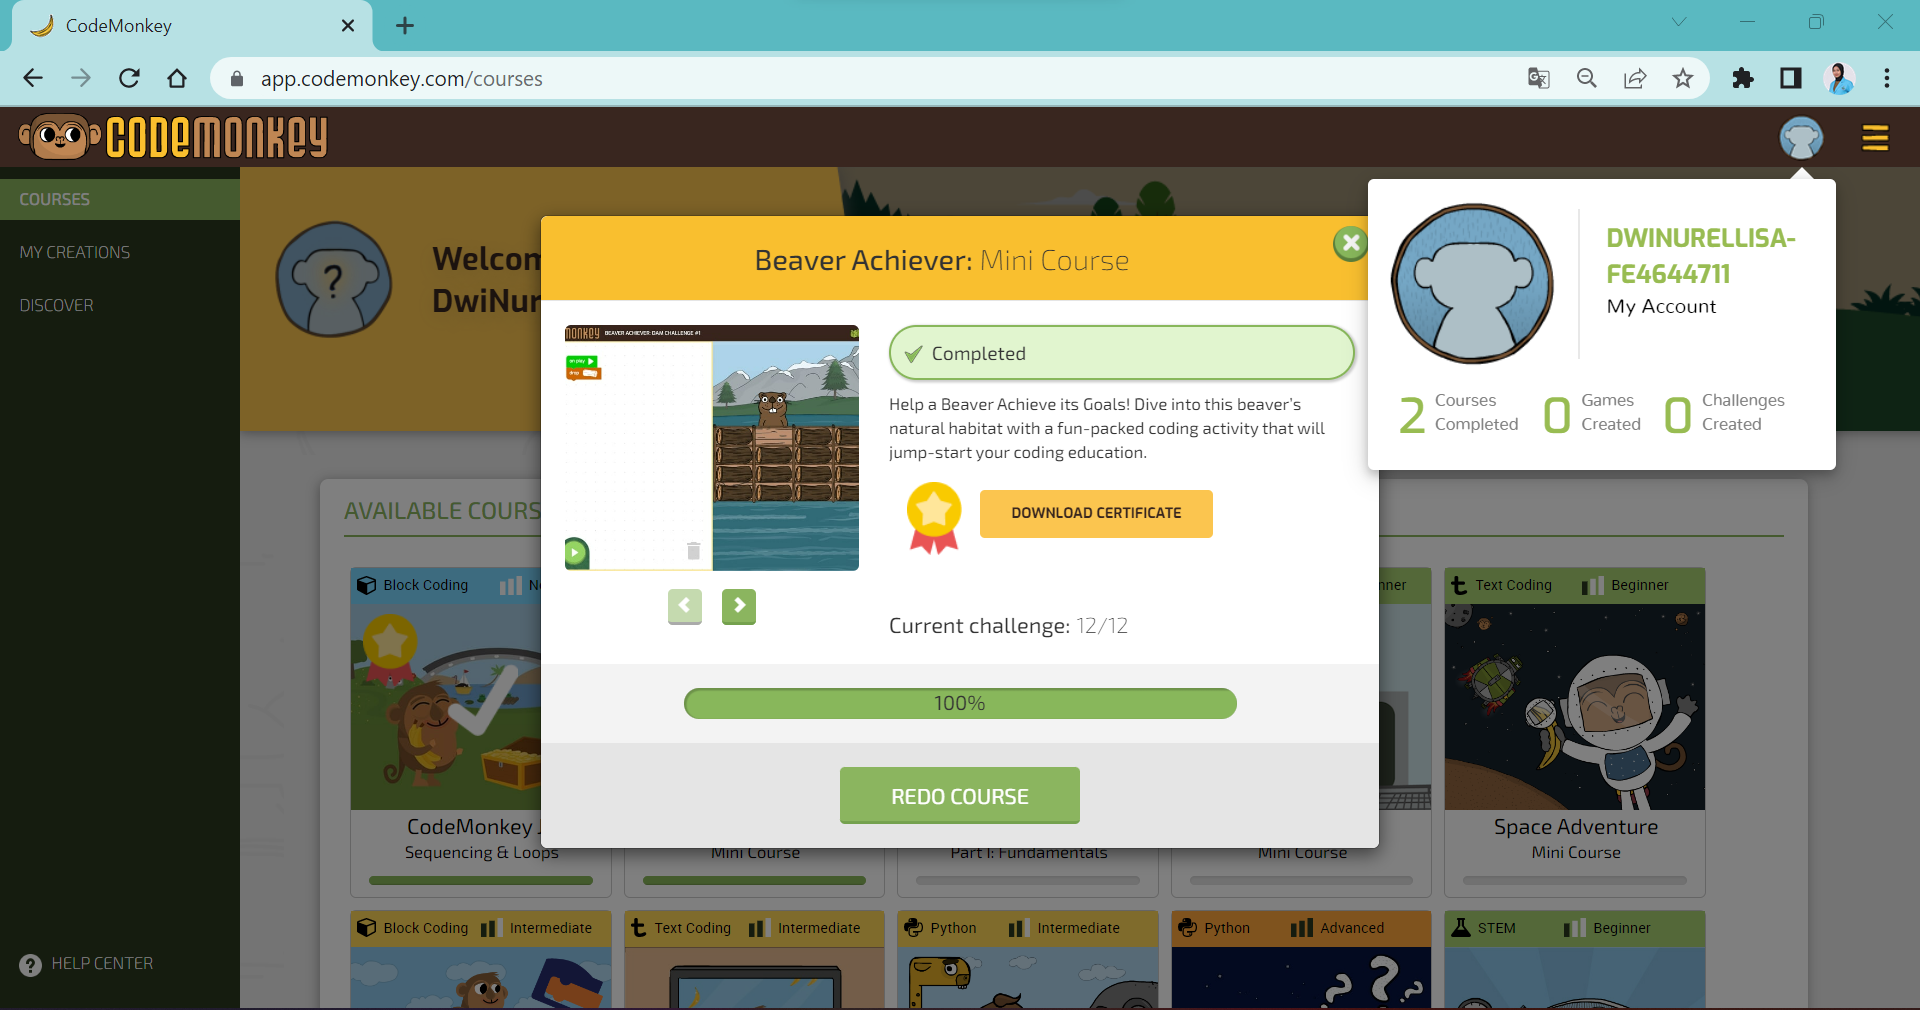 CodeMonkey
app.codemonkey.com/courses
CODEMONKEY
COURSES
MY CREATIONS
DISCOVER
HELP CENTER
Welcom
DwiNur
?
Beaver Achiever: Mini Course
MONKEY BEAVER ACHIEVER: DAM CHALLENGE #1
on play
drop
Completed
Help a Beaver Achieve its Goals! Dive into this beaver's
natural habitat with a fun-packed coding activity that will
jump-start your coding education.
DOWNLOAD CERTIFICATE
Current challenge: 12/12
100%
REDO COURSE
DWINURELLISA-
FE4644711
My Account
2 Courses Completed
0 Games Created
0 Challenges Created
AVAILABLE COURS
Block Coding
CodeMonkey J
Sequencing & Loops
Mini Course
Part I: Fundamentals
nner
Mini Course
Text Coding Beginner
Space Adventure
Mini Course
Block Coding Intermediate
Text Coding Intermediate
Python Intermediate
Python Advanced
STEM Beginner